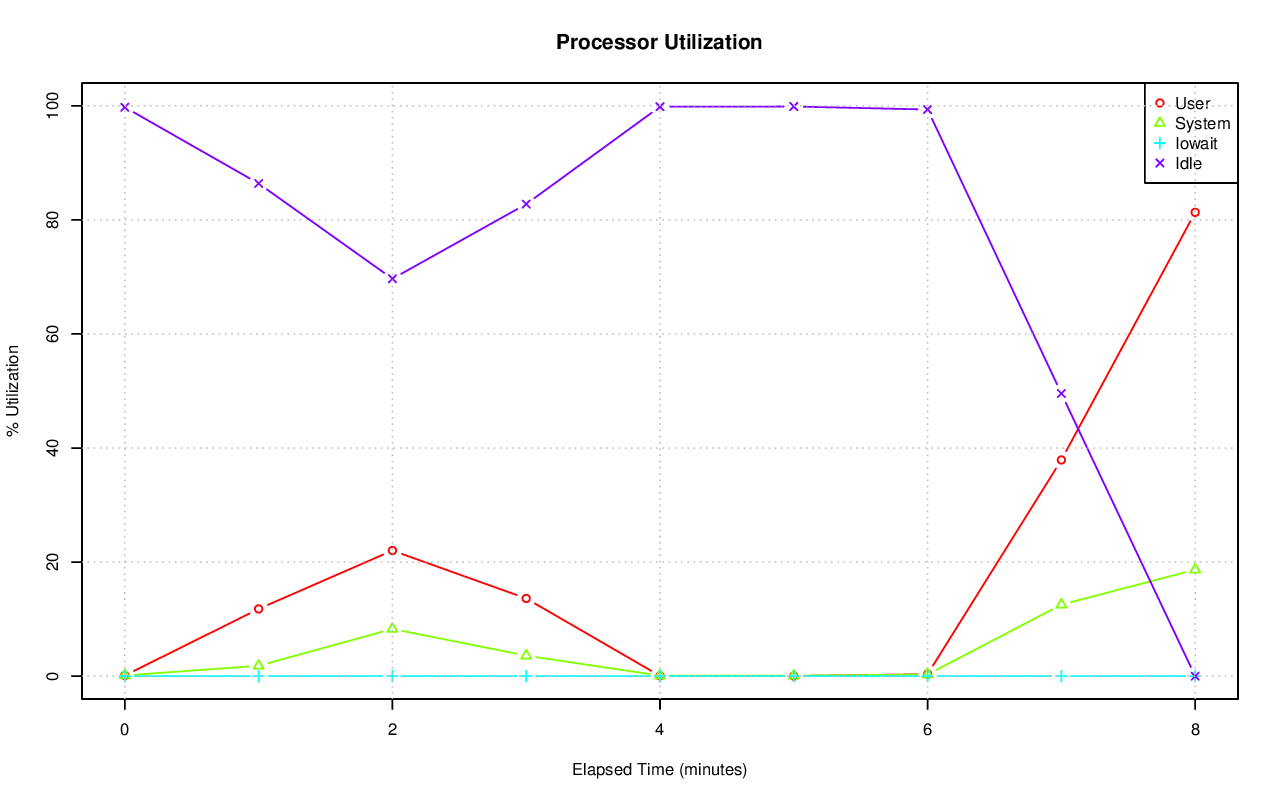 Processor Utilization
User
System
Iowait
Idle
% Utilization
100
80
60
40
20
0
0 2 4 6 8
Elapsed Time (minutes)